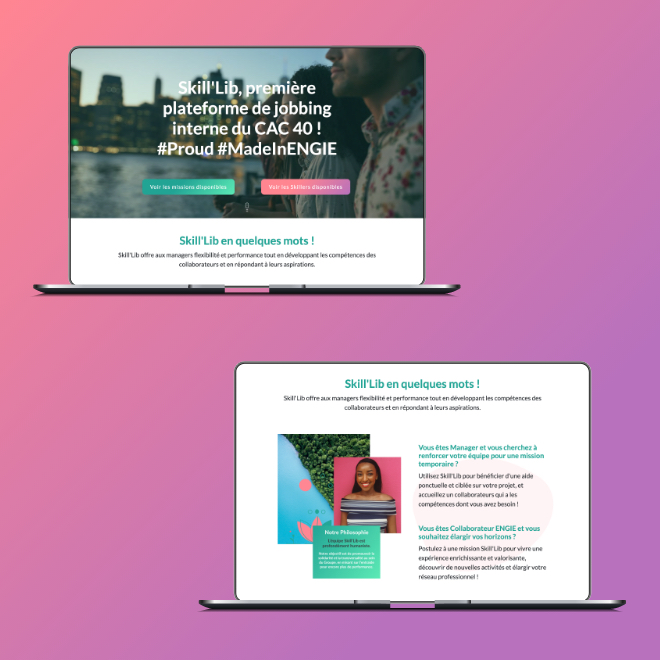 Skill'Lib, première
plateforme de jobbing
interne du CAC 40 !
#Proud #MadeInENGIE
Voir les missions disponibles
Voir les Skillers disponibles
Skill'Lib en quelques mots !
Skill'Lib offre aux managers flexibilité et performance tout en développant les compétences des
collaborateurs et en répondant à leurs aspirations.
Skill'Lib en quelques mots !
Skill'Lib offre aux managers flexibilité et performance tout en développant les compétences des
collaborateurs et en répondant à leurs aspirations.
Vous êtes Manager et vous cherchez à
renforcer votre équipe pour une mission
temporaire ?
Utilisez Skill'Lib pour bénéficier d'une aide
ponctuelle et ciblée sur votre projet, et
accueillez un collaborateurs qui a les
compétences dont vous avez besoin !
Notre Philosophie
Vous êtes Collaborateur ENGIE et vous
souhaitez élargir vos horizons ?
Postulez à une mission Skill'Lib pour vivre une
expérience enrichissante et valorisante,
découvrir de nouvelles activités et élargir votre
réseau professionnel !